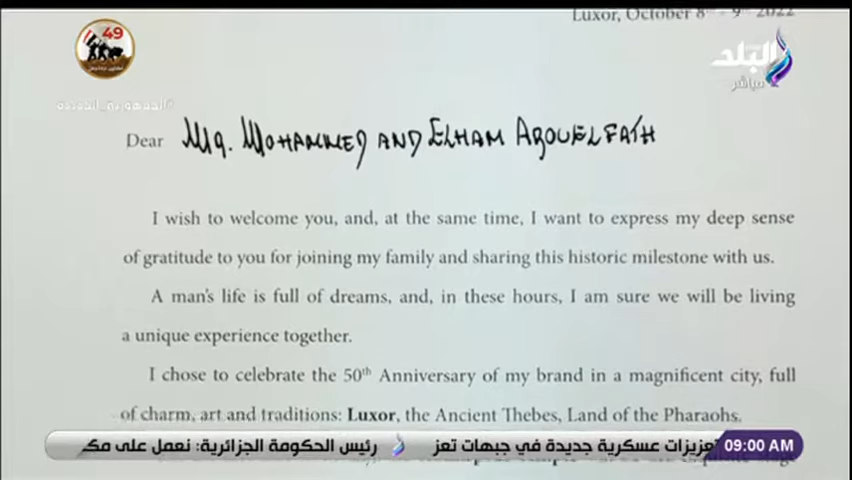 Luxor, October 8th - 9th 2022
49
البلد
مباشر
#الجمهورية_الجديدة
Dear Mr. Mohammed and Elham Abouelfath
I wish to welcome you, and, at the same time, I want to express my deep sense
of gratitude to you for joining my family and sharing this historic milestone with us.
A man's life is full of dreams, and, in these hours, I am sure we will be living
a unique experience together.
I chose to celebrate the 50th Anniversary of my brand in a magnificent city, full
of charm, art and traditions: Luxor, the Ancient Thebes, Land of the Pharaohs.
تعزيزات عسكرية جديدة في جبهات تعز رئيس الحكومة الجزائرية: نعمل على مك
09:00 AM